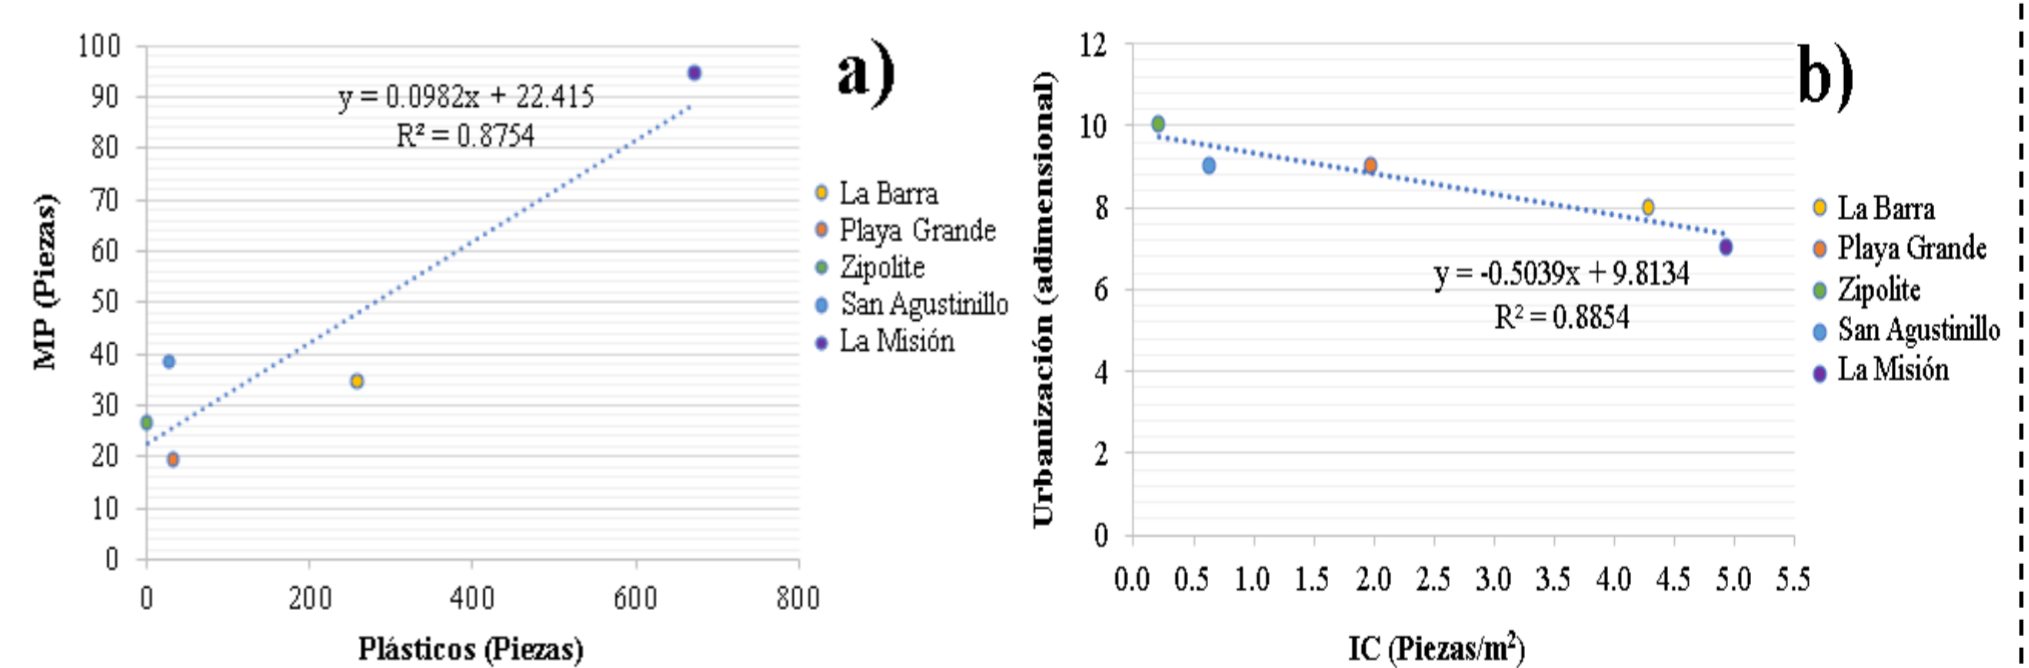 a)
100
90
80
70
60
50
40
30
20
10
0
MP (Piezas)
y = 0.0982x + 22.415
R² = 0.8754
0 200 400 600 800
Plásticos (Piezas)
La Barra
Playa Grande
Zipolite
San Agustinillo
La Misión
b)
12
10
8
6
4
2
0
Urbanización (adimensional)
y = -0.5039x + 9.8134
R² = 0.8854
0.0 0.5 1.0 1.5 2.0 2.5 3.0 3.5 4.0 4.5 5.0 5.5
IC (Piezas/m²)
La Barra
Playa Grande
Zipolite
San Agustinillo
La Misión